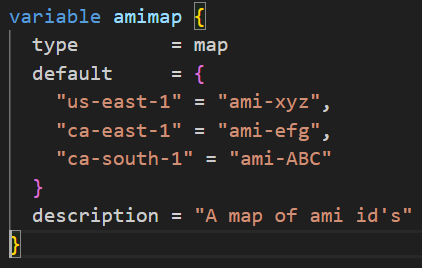 variable amimap {
  type        = map
  default     = {
    "us-east-1" = "ami-xyz",
    "ca-east-1" = "ami-efg",
    "ca-south-1" = "ami-ABC"
  }
  description = "A map of ami id's"
}